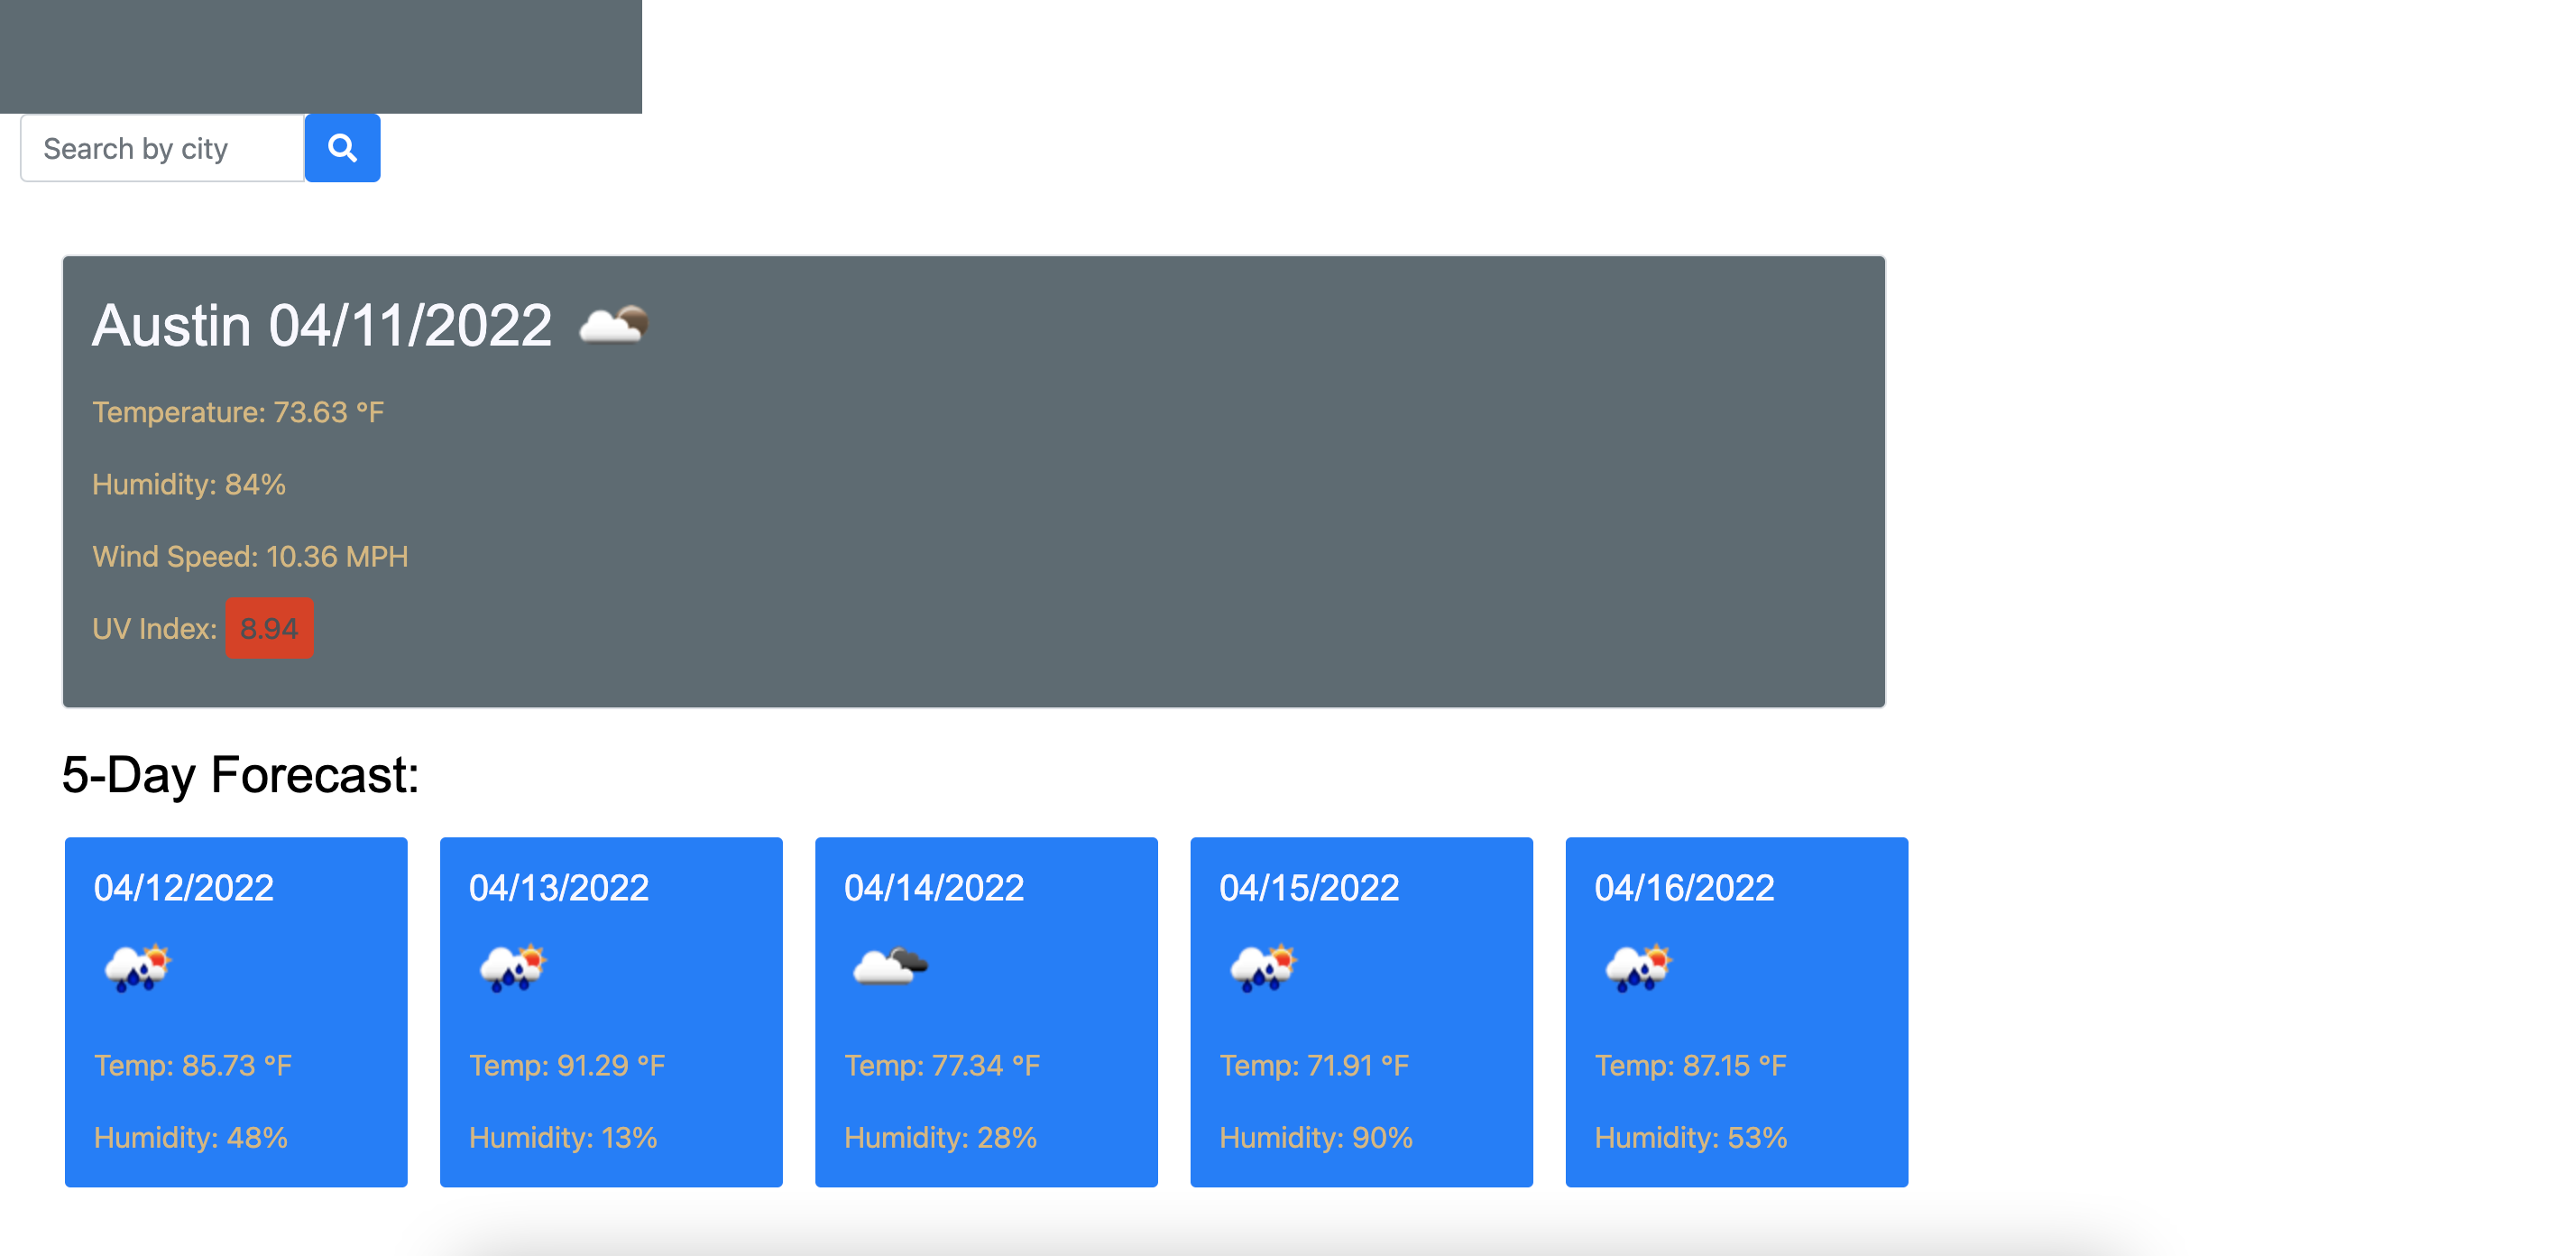 Search by city
Austin 04/11/2022
Temperature: 73.63 °F
Humidity: 84%
Wind Speed: 10.36 MPH
UV Index: 8.94
5-Day Forecast:
04/12/2022
Temp: 85.73 °F
Humidity: 48%
04/13/2022
Temp: 91.29 °F
Humidity: 13%
04/14/2022
Temp: 77.34 °F
Humidity: 28%
04/15/2022
Temp: 71.91 °F
Humidity: 90%
04/16/2022
Temp: 87.15 °F
Humidity: 53%